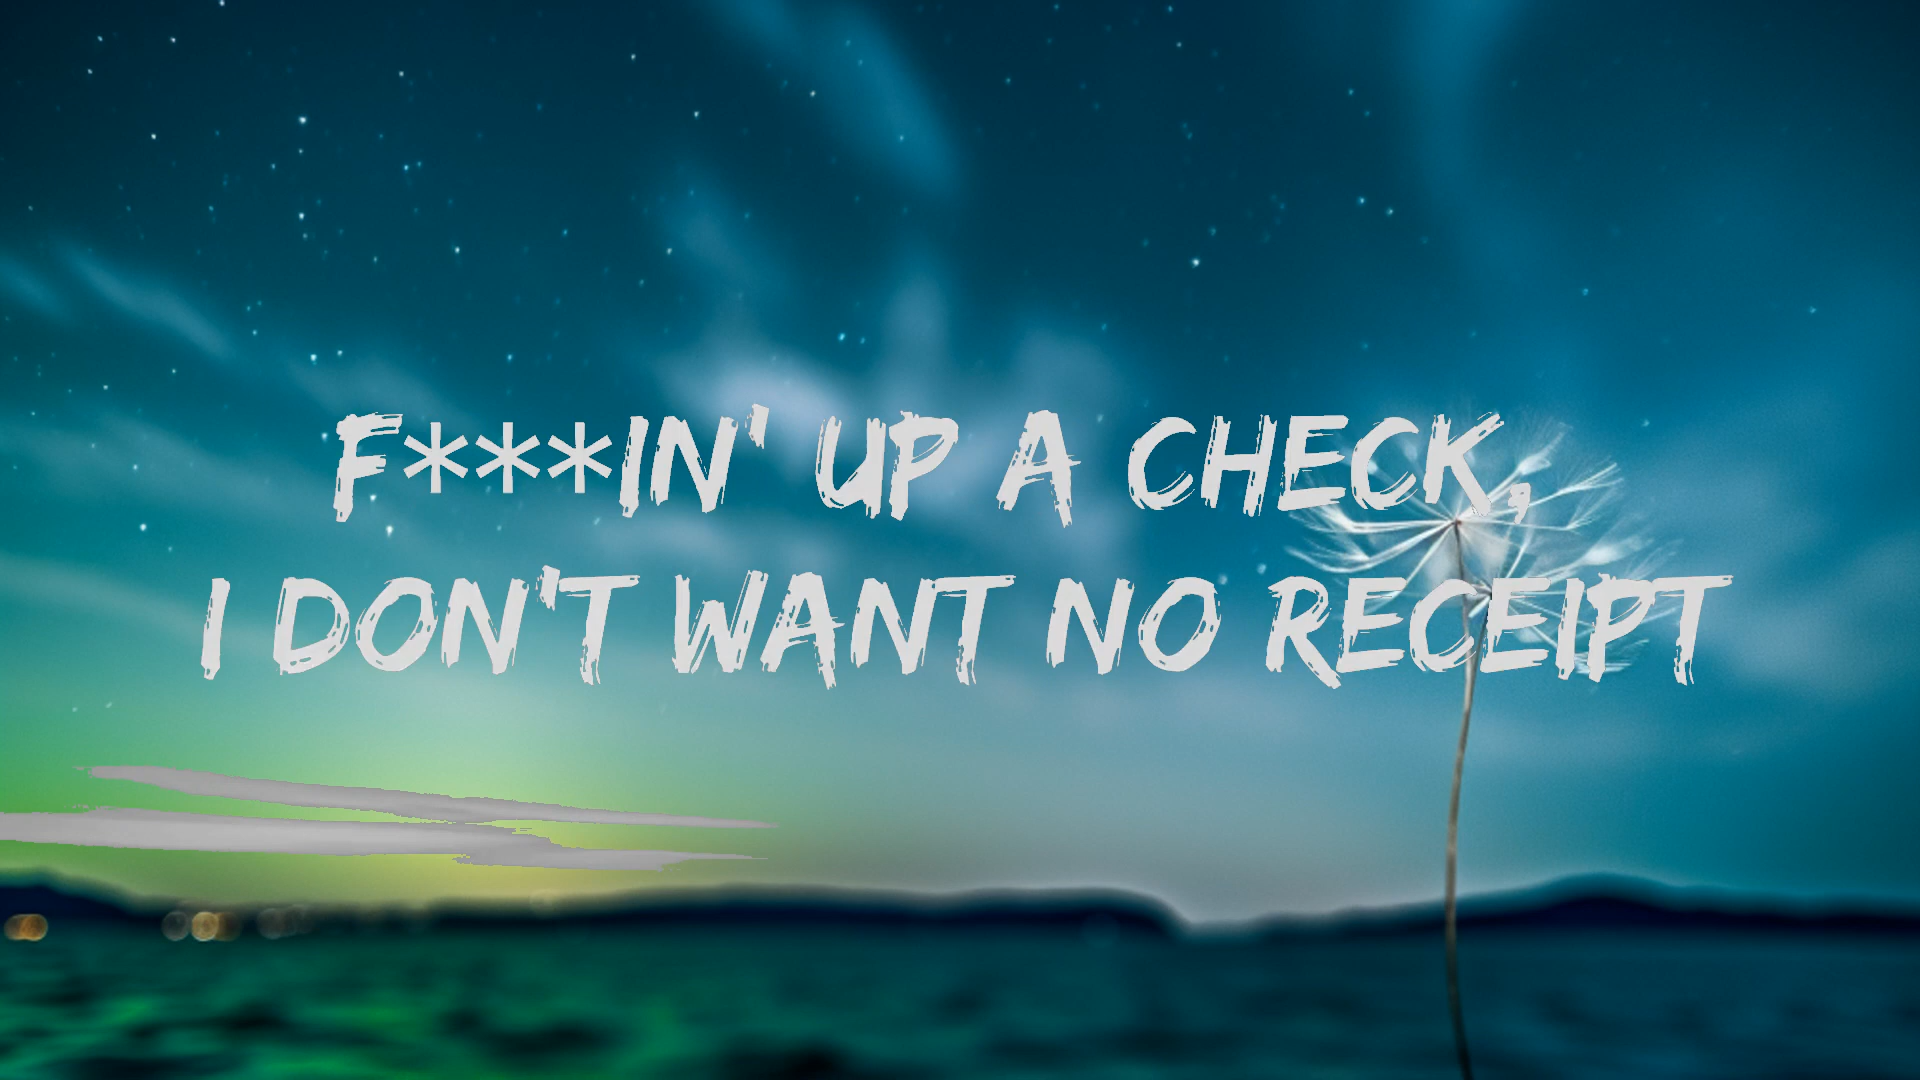 F***IN' UP A CHECK,
I DON'T WANT NO RECEIPT